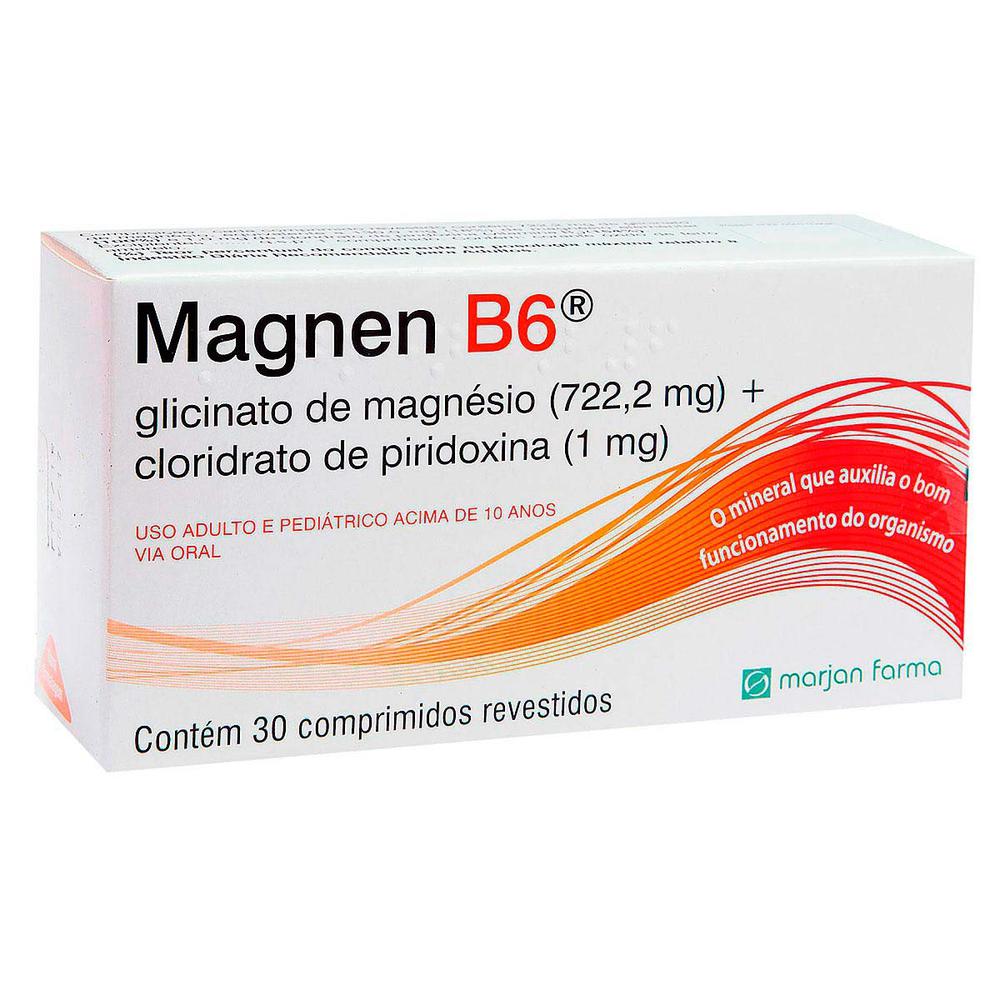 Magnen B6®
glicinato de magnésio (722,2 mg) +
cloridrato de piridoxina (1 mg)
USO ADULTO E PEDIÁTRICO ACIMA DE 10 ANOS
VIA ORAL
O mineral que auxilia o bom
funcionamento do organismo
marjan farma
Contém 30 comprimidos revestidos